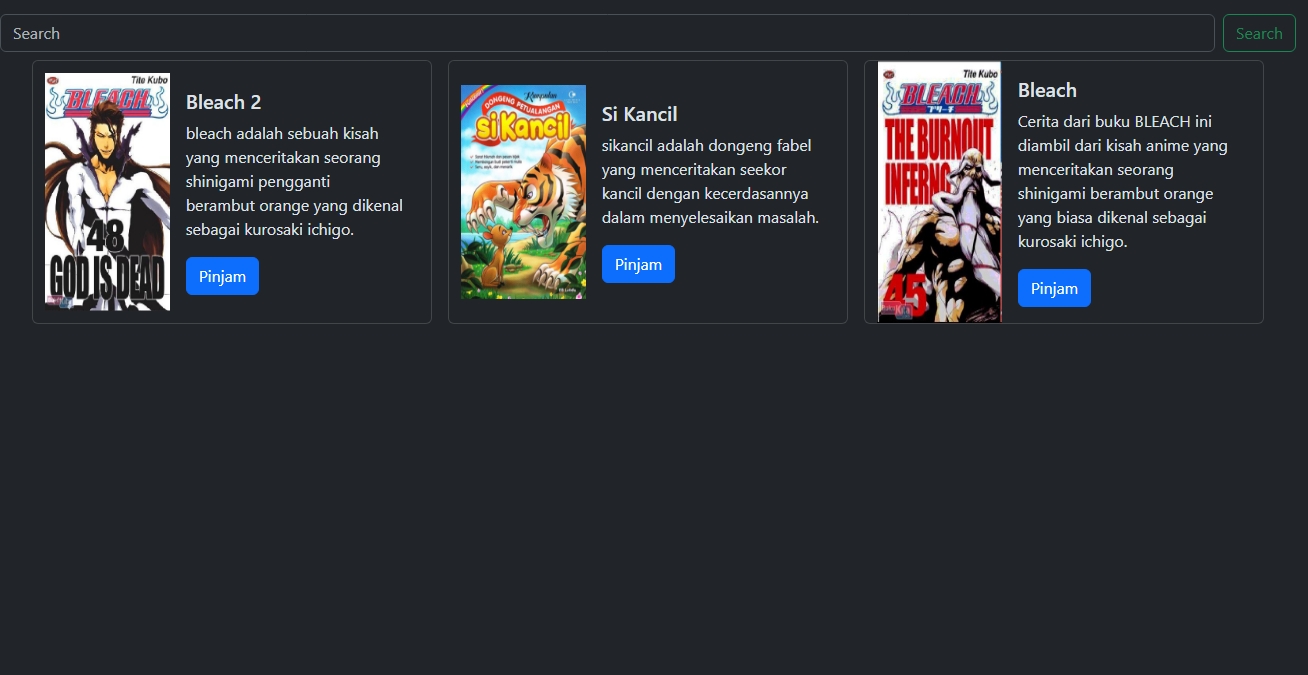 Search
Search
Tite Kubo
BLEACH
48
GOD IS DEAD
Bleach 2
bleach adalah sebuah kisah
yang menceritakan seorang
shinigami pengganti
berambut orange yang dikenal
sebagai kurosaki ichigo.
Pinjam
Kumpulan
DONGENG PETUALANGAN
si Kancil
Si Kancil
sikancil adalah dongeng fabel
yang menceritakan seekor
kancil dengan kecerdasannya
dalam menyelesaikan masalah.
Pinjam
Tite Kubo
BLEACH
ブリーチ
THE BURNOUT
INFERNO
45
Bleach
Cerita dari buku BLEACH ini
diambil dari kisah anime yang
menceritakan seorang
shinigami berambut orange
yang biasa dikenal sebagai
kurosaki ichigo.
Pinjam